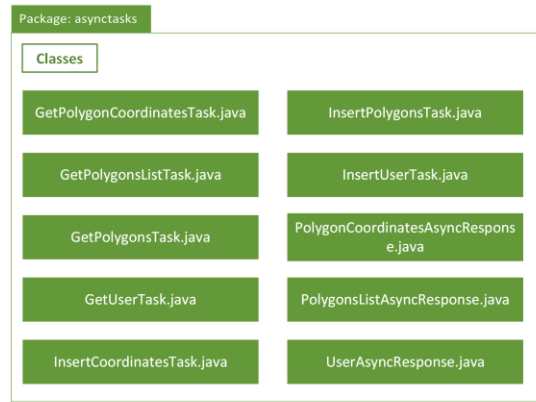 Package: asynctasks
Classes
GetPolygonCoordinatesTask.java
GetPolygonsListTask.java
GetPolygonsTask.java
GetUserTask.java
InsertCoordinatesTask.java
InsertPolygonsTask.java
InsertUserTask.java
PolygonCoordinatesAsyncRespons
e.java
PolygonsListAsyncResponse.java
UserAsyncResponse.java